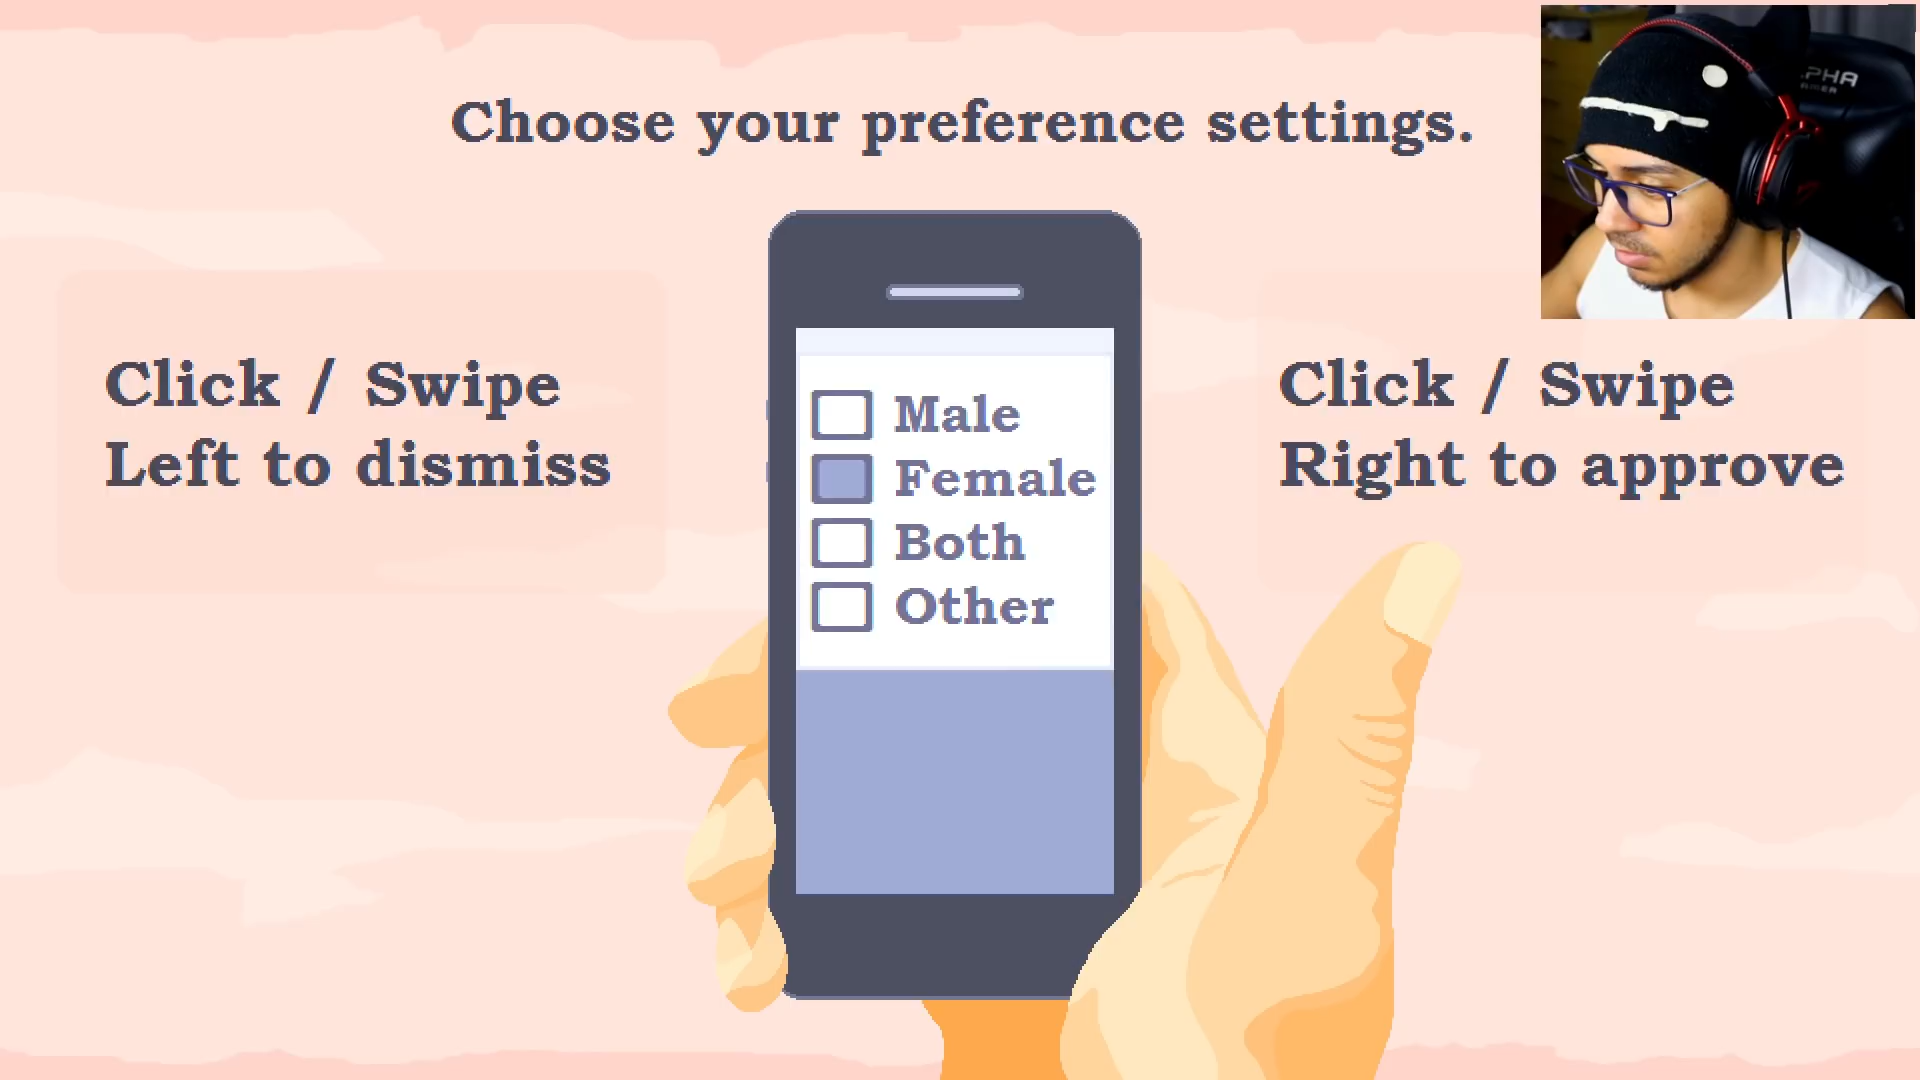 Choose your preference settings.
Click / Swipe
Left to dismiss
Male
Female
Both
Other
Click / Swipe
Right to approve